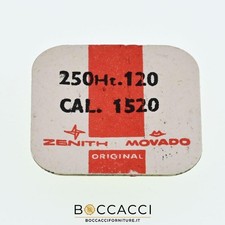 250Ht.120
CAL. 1520
ZENITH MOVADO
ORIGINAL
BOCCACCI
BOCCACCIFORNITURE.IT